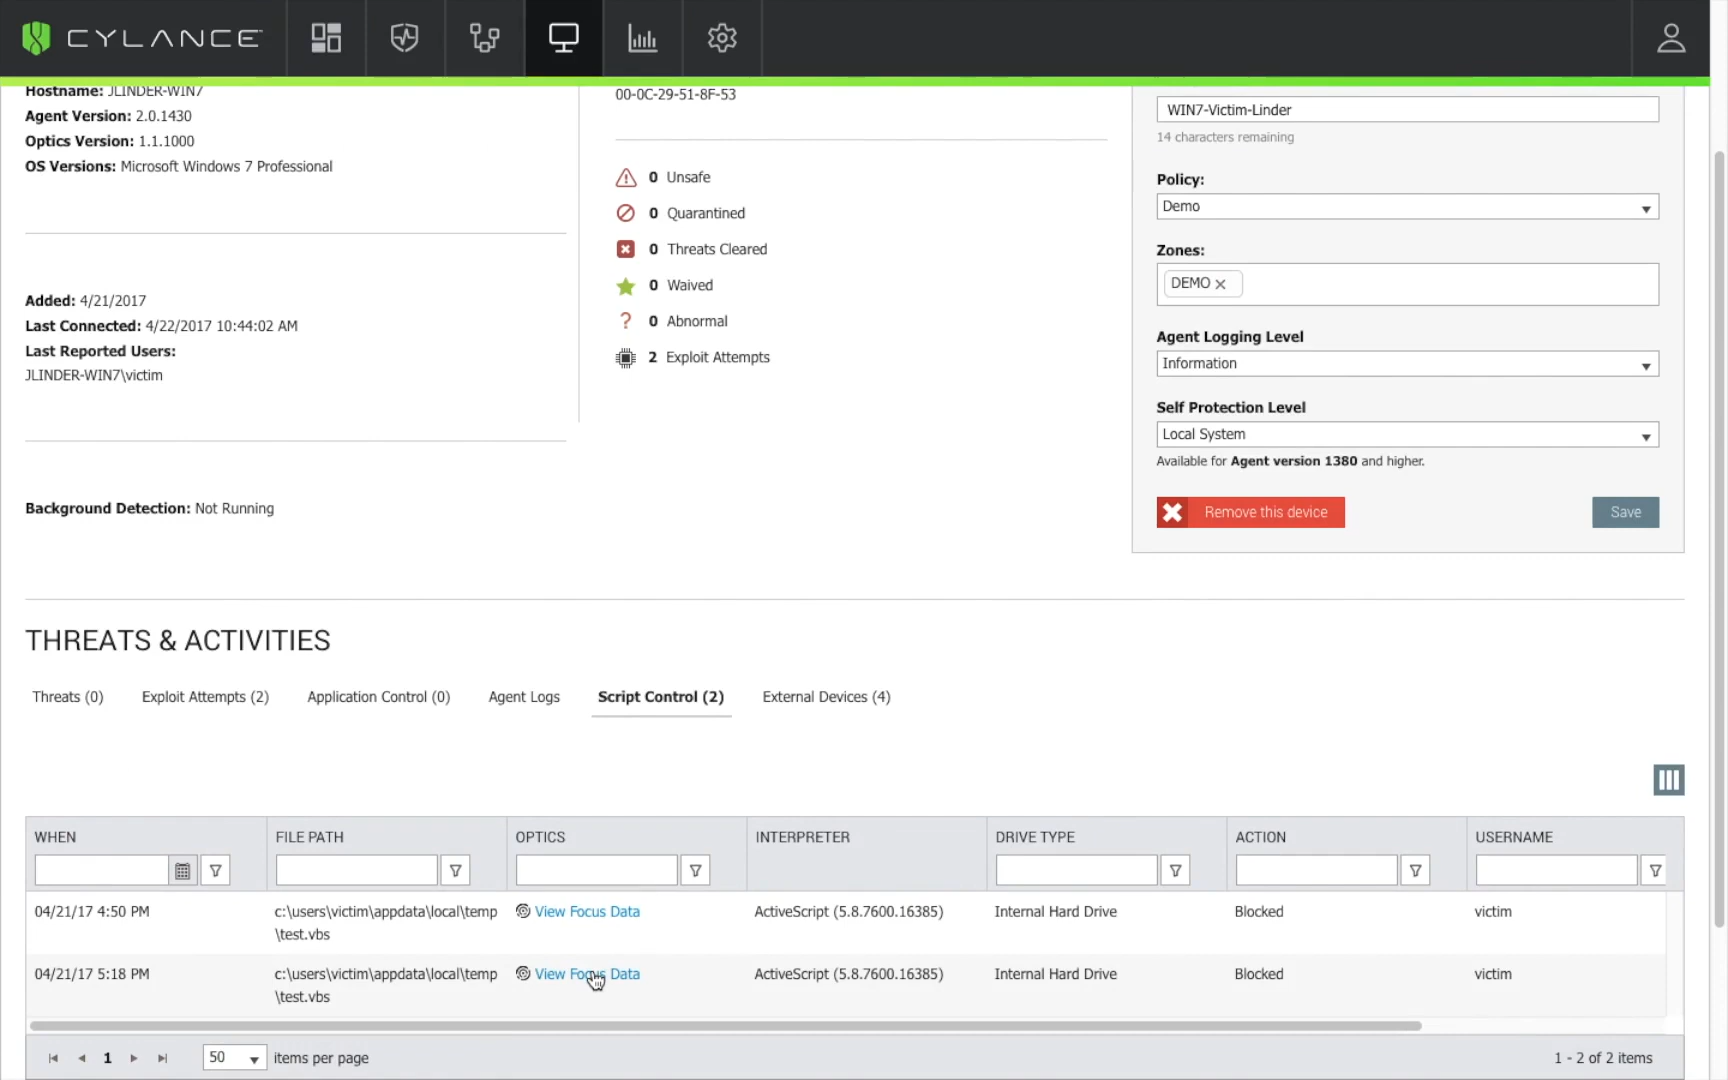 CYLANCE
Hostname: JLINDER-WIN7
Agent Version: 2.0.1430
Optics Version: 1.1.1000
OS Versions: Microsoft Windows 7 Professional
Added: 4/21/2017
Last Connected: 4/22/2017 10:44:02 AM
Last Reported Users:
JLINDER-WIN7\victim
Background Detection: Not Running
00-0C-29-51-8F-53
0 Unsafe
0 Quarantined
0 Threats Cleared
0 Waived
0 Abnormal
2 Exploit Attempts
WIN7-Victim-Linder
14 characters remaining
Policy:
Demo
Zones:
DEMO
Agent Logging Level
Information
Self Protection Level
Local System
Available for Agent version 1380 and higher.
Remove this device
Save
THREATS & ACTIVITIES
Threats (0) Exploit Attempts (2) Application Control (0) Agent Logs Script Control (2) External Devices (4)
WHEN FILE PATH OPTICS INTERPRETER DRIVE TYPE ACTION USERNAME
04/21/17 4:50 PM c:\users\victim\appdata\local\temp View Focus Data ActiveScript (5.8.7600.16385) Internal Hard Drive Blocked victim
\test.vbs
04/21/17 5:18 PM c:\users\victim\appdata\local\temp View Focus Data ActiveScript (5.8.7600.16385) Internal Hard Drive Blocked victim
\test.vbs
1 50 items per page 1 - 2 of 2 items